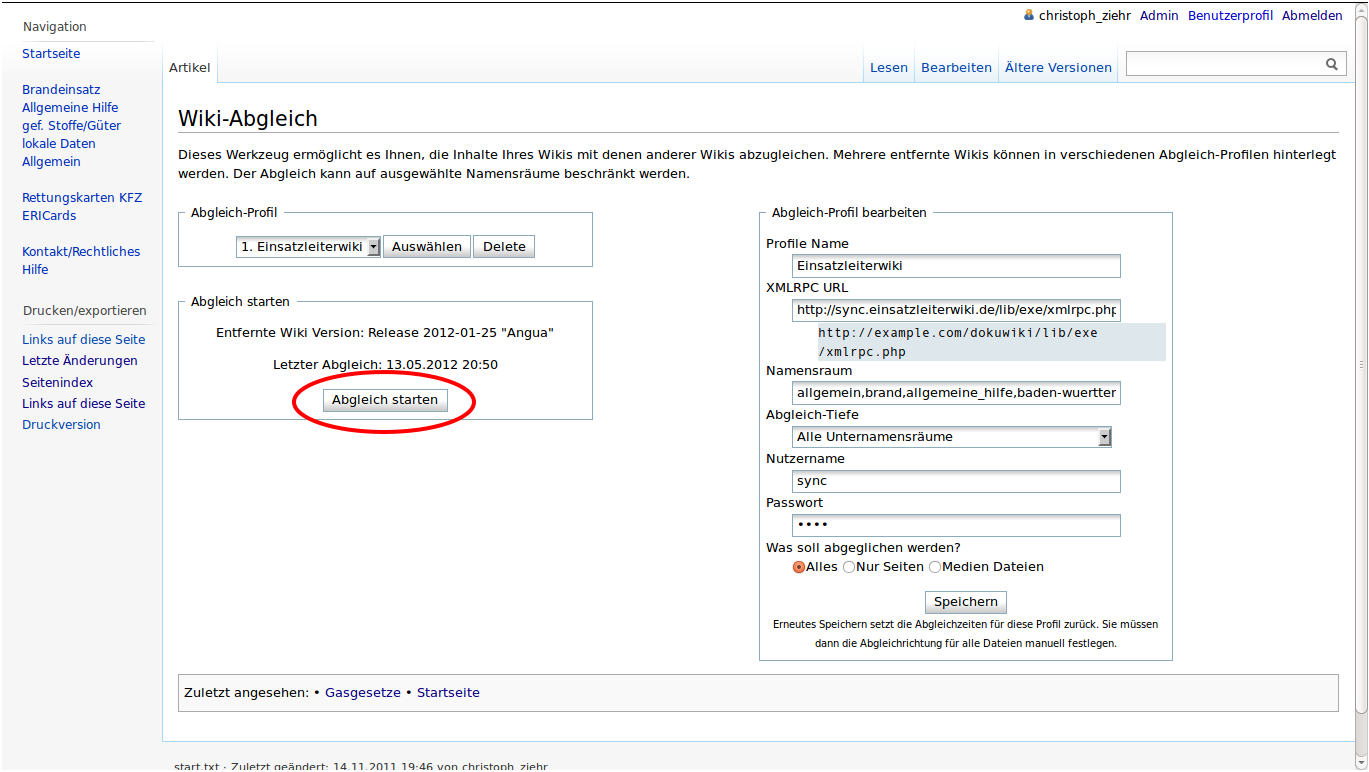 christoph_ziehr Admin Benutzerprofil Abmelden
Navigation
Startseite
Brandeinsatz
Allgemeine Hilfe
gef. Stoffe/Güter
lokale Daten
Allgemein
Rettungskarten KFZ
ERICards
Kontakt/Rechtliches
Hilfe
Drucken/exportieren
Links auf diese Seite
Letzte Änderungen
Seitenindex
Links auf diese Seite
Druckversion
Artikel
Lesen Bearbeiten Ältere Versionen
Wiki-Abgleich
Dieses Werkzeug ermöglicht es Ihnen, die Inhalte Ihres Wikis mit denen anderer Wikis abzugleichen. Mehrere entfernte Wikis können in verschiedenen Abgleich-Profilen hinterlegt
werden. Der Abgleich kann auf ausgewählte Namensräume beschränkt werden.
Abgleich-Profil
1. Einsatzleiterwiki Auswählen Delete
Abgleich starten
Entfernte Wiki Version: Release 2012-01-25 "Angua"
Letzter Abgleich: 13.05.2012 20:50
Abgleich starten
Abgleich-Profil bearbeiten
Profile Name
Einsatzleiterwiki
XMLRPC URL
http://sync.einsatzleiterwiki.de/lib/exe/xmlrpc.php
http://example.com/dokuwiki/lib/exe
/xmlrpc.php
Namensraum
allgemein,brand,allgemeine_hilfe,baden-wuertter
Abgleich-Tiefe
Alle Unternamensräume
Nutzername
sync
Passwort
••••
Was soll abgeglichen werden?
Alles Nur Seiten Medien Dateien
Speichern
Erneutes Speichern setzt die Abgleichzeiten für diese Profil zurück. Sie müssen
dann die Abgleichrichtung für alle Dateien manuell festlegen.
Zuletzt angesehen: • Gasgesetze • Startseite
start.txt · Zuletzt geändert: 14.11.2011 19:46 von christoph_ziehr